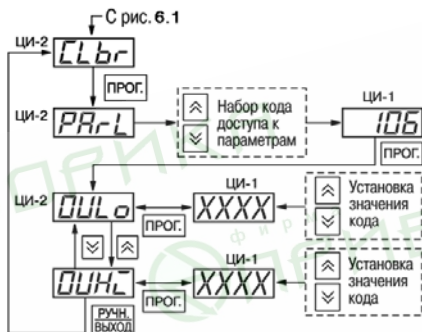 С рис. 6.1
ЦИ-2 CLbr
ПРОГ.
ЦИ-2 PArL
Набор кода
доступа к
параметрам
ЦИ-1
106
ПРОГ.
ЦИ-2 OULo
ПРОГ.
ЦИ-1
XXXX
Установка
значения
кода
OUHI
РУЧН.
ВЫХОД
ПРОГ.
ЦИ-1
XXXX
Установка
значения
кода